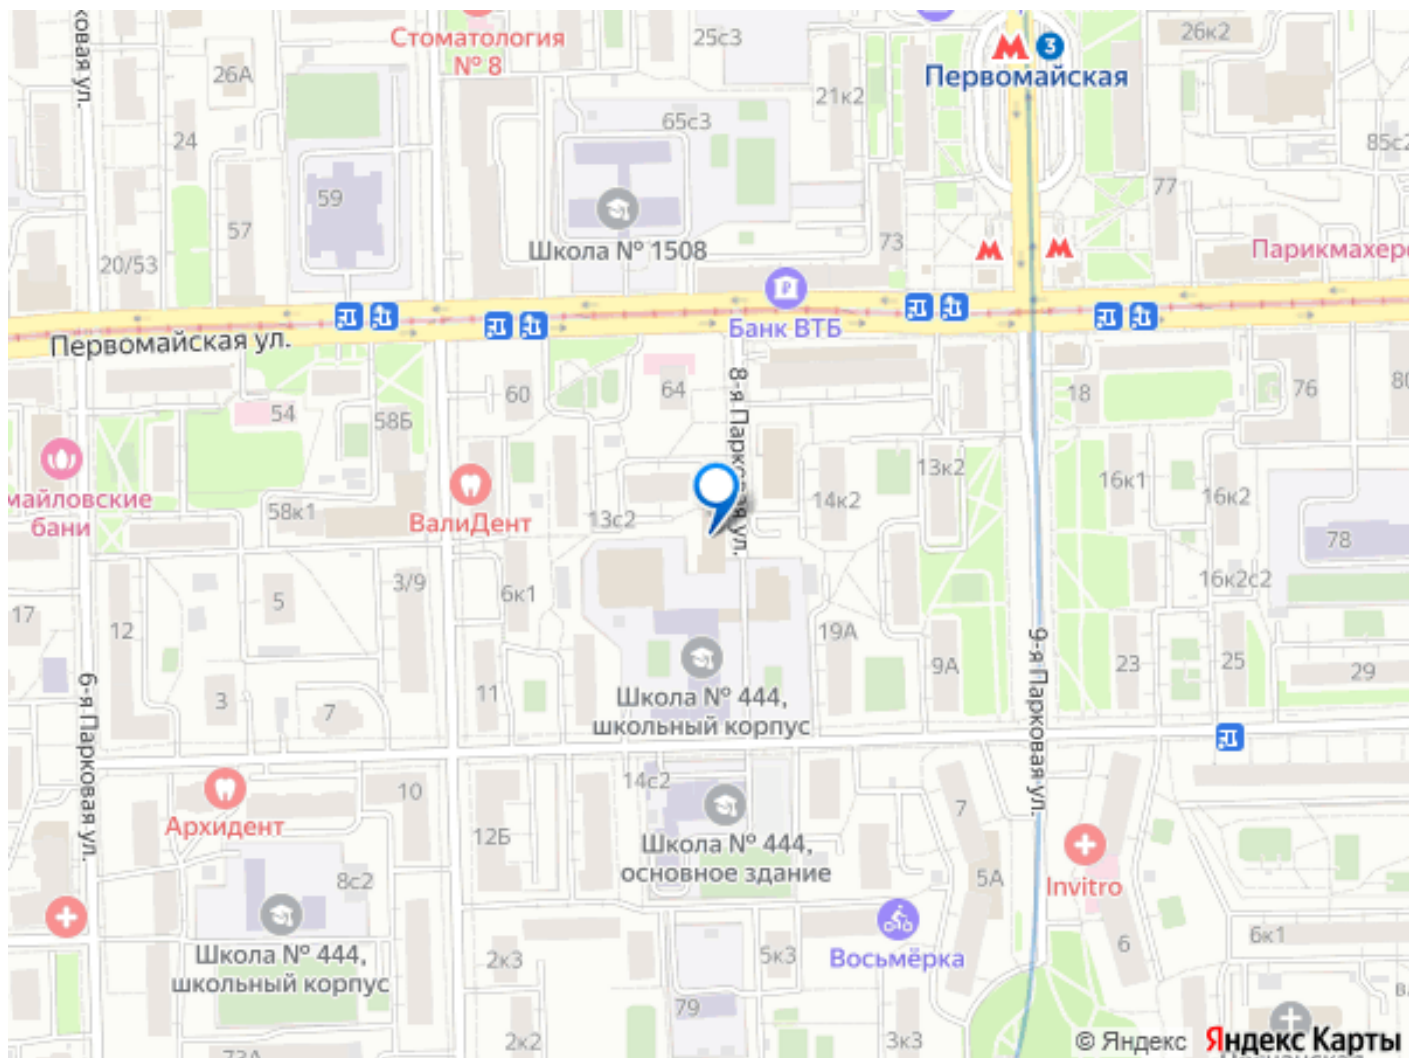 ковая ул.
Стоматология
№ 8
25с3
26А
24
65с3
21к2
3
Первомайская
26к2
85с2
59
57
20/53
Школа № 1508
73
77
Парикмахерс
Банк ВТБ
Первомайская ул.
60
64
8-я Парковая ул.
18
76
80
54
58Б
13к2
16к1
16к2
майловские
бани
58к1
ВалиДент
13с2
14к2
78
16к2с2
17
12
5
3/9
6к1
19А
9А
23
25
29
6-я Парковая ул.
3
7
11
Школа № 444,
школьный корпус
9-я Парковая ул.
14с2
10
Архидент
12Б
Школа № 444,
основное здание
7
5А
Invitro
8с2
Школа № 444,
школьный корпус
2к3
5к3
Восьмёрка
6
6к1
79
2к2
3к3
73А
© Яндекс Яндекс Карты